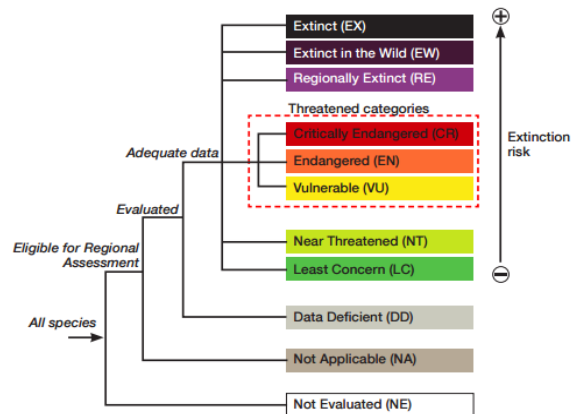 Extinct (EX)
Extinct in the Wild (EW)
Regionally Extinct (RE)
Threatened categories
Critically Endangered (CR)
Extinction
risk
Adequate data
Endangered (EN)
Vulnerable (VU)
Evaluated
Near Threatened (NT)
Eligible for Regional
Assessment
Least Concern (LC)
All species
Data Deficient (DD)
Not Applicable (NA)
Not Evaluated (NE)
+
−